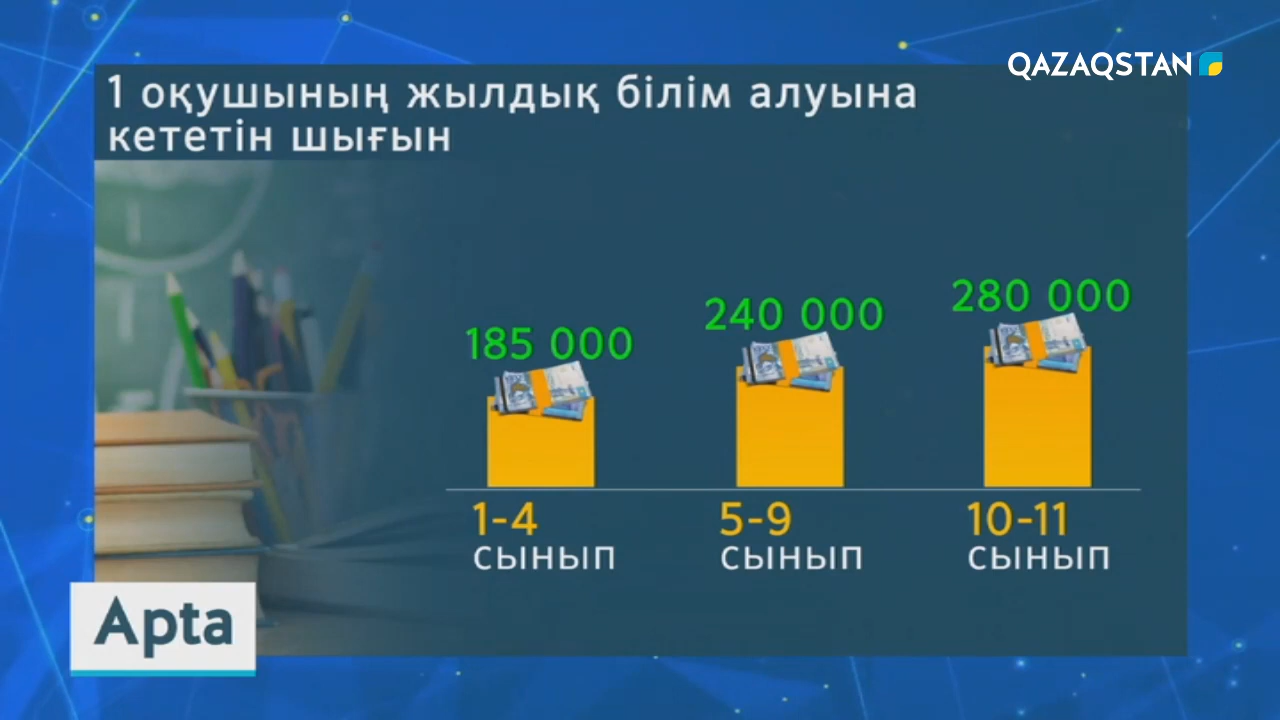 QAZAQSTAN
1 оқушының жылдық білім алуына
кететін шығын
185 000
240 000
280 000
1-4
сынып
5-9
сынып
10-11
сынып
Apta